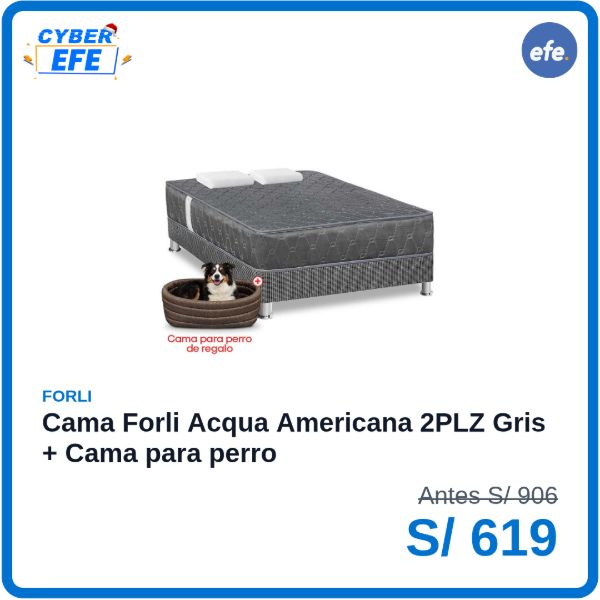 CYBER
EFE
efe.
Cama para perro
de regalo
FORLI
Cama Forli Acqua Americana 2PLZ Gris
+ Cama para perro
Antes S/ 906
S/ 619